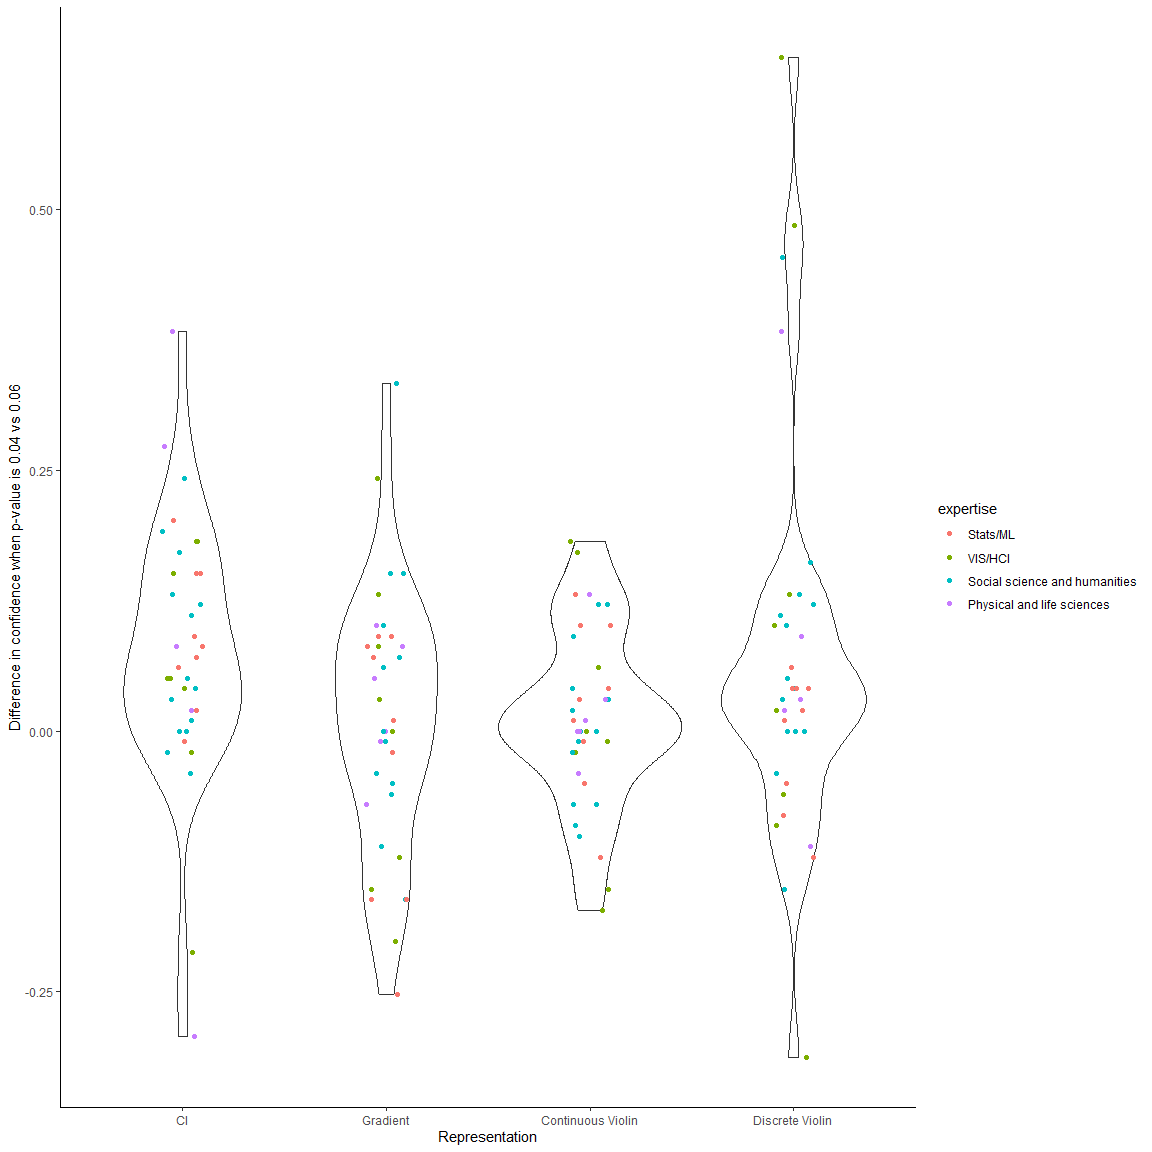 Difference in confidence when p-value is 0.04 vs 0.06
0.50
0.25
0.00
-0.25
CI
Gradient
Continuous Violin
Discrete Violin
Representation
expertise
Stats/ML
VIS/HCI
Social science and humanities
Physical and life sciences